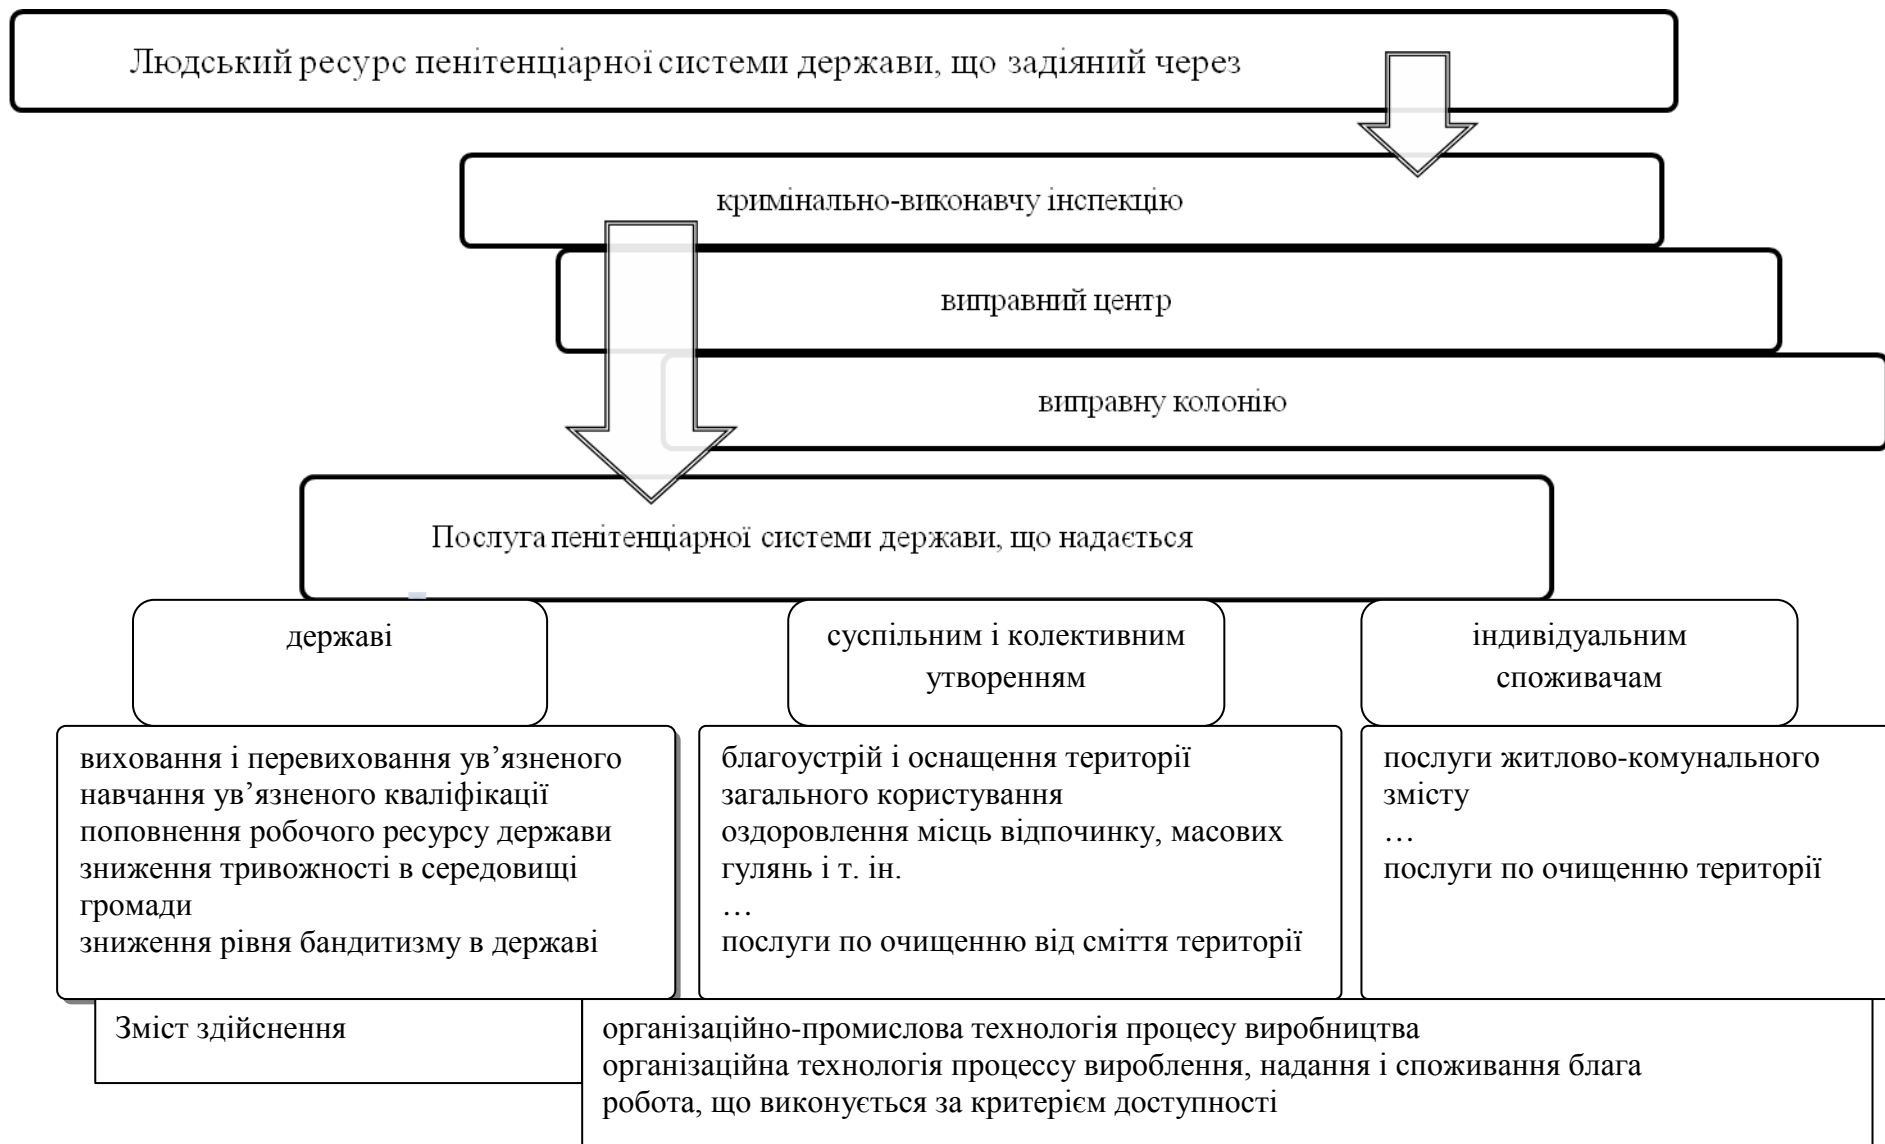 Людський ресурс пенітенціарної системи держави, що задіяний через
кримінально-виконавчу інспекцію
виправний центр
виправну колонію
Послуга пенітенціарної системи держави, що надається
державі
суспільним і колективним
утворенням
індивідуальним
споживачам
виховання і перевиховання ув’язненого
навчання ув’язненого кваліфікації
поповнення робочого ресурсу держави
зниження тривожності в середовищі
громади
зниження рівня бандитизму в державі
благоустрій і оснащення території
загального користування
оздоровлення місць відпочинку, масових
гулянь і т. ін.
…
послуги по очищенню від сміття території
послуги житлово-комунального
змісту
…
послуги по очищенню території
Зміст здійснення
організаційно-промислова технологія процесу виробництва
організаційна технологія процессу вироблення, надання і споживання блага
робота, що виконується за критерієм доступності